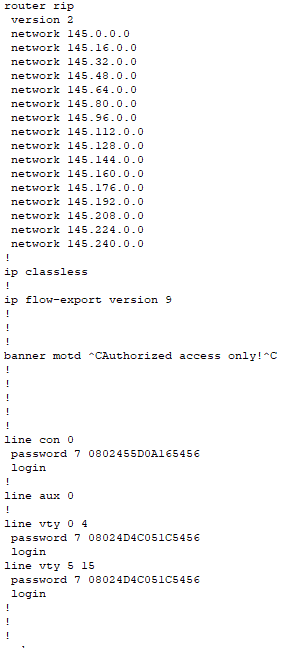 router rip
 version 2
 network 145.0.0.0
 network 145.16.0.0
 network 145.32.0.0
 network 145.48.0.0
 network 145.64.0.0
 network 145.80.0.0
 network 145.96.0.0
 network 145.112.0.0
 network 145.128.0.0
 network 145.144.0.0
 network 145.160.0.0
 network 145.176.0.0
 network 145.192.0.0
 network 145.208.0.0
 network 145.224.0.0
 network 145.240.0.0
!
ip classless
!
ip flow-export version 9
!
!
!
banner motd ^CAuthorized access only!^C
!
!
!
!
!
line con 0
 password 7 0802455D0A165456
 login
!
line aux 0
!
line vty 0 4
 password 7 08024D4C051C5456
 login
line vty 5 15
 password 7 08024D4C051C5456
 login
!
!
!